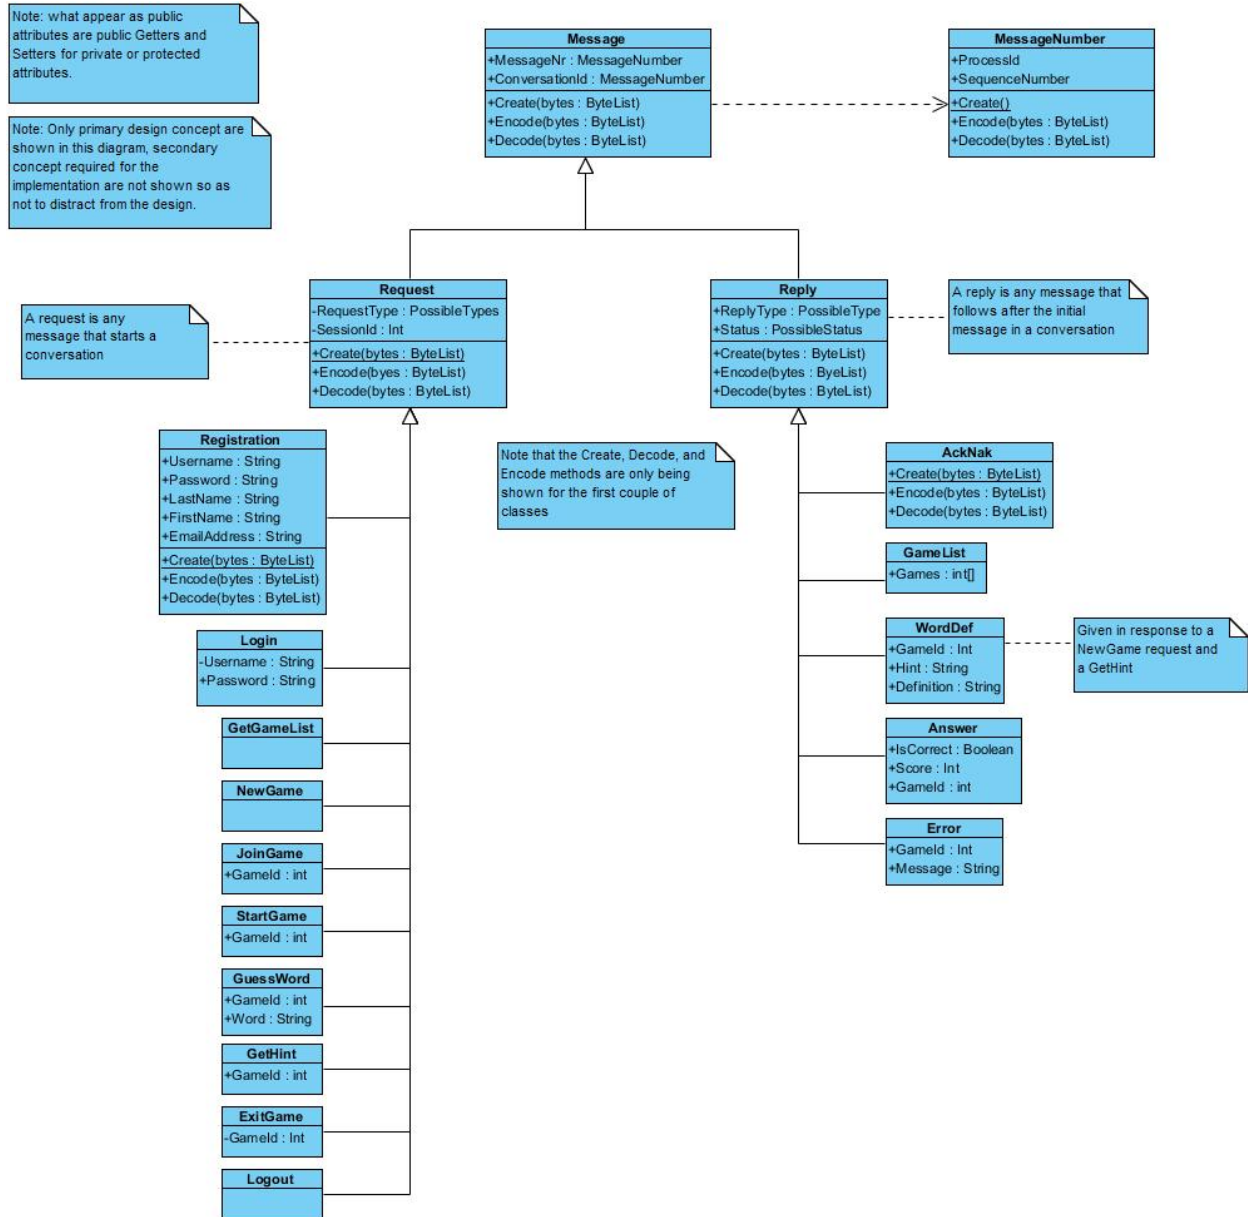 Note: what appear as public
attributes are public Getters and
Setters for private or protected
attributes.
Note: Only primary design concept are
shown in this diagram, secondary
concept required for the
implementation are not shown so as
not to distract from the design.
Message
+MessageNr : MessageNumber
+ConversationId : MessageNumber
+Create(bytes : ByteList)
+Encode(bytes : ByteList)
+Decode(bytes : ByteList)
MessageNumber
+ProcessId
+SequenceNumber
+Create()
+Encode(bytes : ByteList)
+Decode(bytes : ByteList)
A request is any
message that starts a
conversation
Request
-RequestType : PossibleTypes
-SessionId : Int
+Create(bytes : ByteList)
+Encode(byes : ByteList)
+Decode(bytes : ByteList)
Reply
+ReplyType : PossibleType
+Status : PossibleStatus
+Create(bytes : ByteList)
+Encode(bytes : ByeList)
+Decode(bytes : ByteList)
A reply is any message that
follows after the initial
message in a conversation
Registration
+Username : String
+Password : String
+LastName : String
+FirstName : String
+EmailAddress : String
+Create(bytes : ByteList)
+Encode(bytes : ByteList)
+Decode(bytes : ByteList)
Note that the Create, Decode, and
Encode methods are only being
shown for the first couple of
classes
AckNak
+Create(bytes : ByteList)
+Encode(bytes : ByteList)
+Decode(bytes : ByteList)
GameList
+Games : int[]
WordDef
+GameId : Int
+Hint : String
+Definition : String
Given in response to a
NewGame request and
a GetHint
Answer
+IsCorrect : Boolean
+Score : Int
+GameId : int
Error
+GameId : Int
+Message : String
Login
-Username : String
+Password : String
GetGameList
NewGame
JoinGame
+GameId : int
StartGame
+GameId : int
GuessWord
+GameId : int
+Word : String
GetHint
+GameId : int
ExitGame
-GameId : Int
Logout